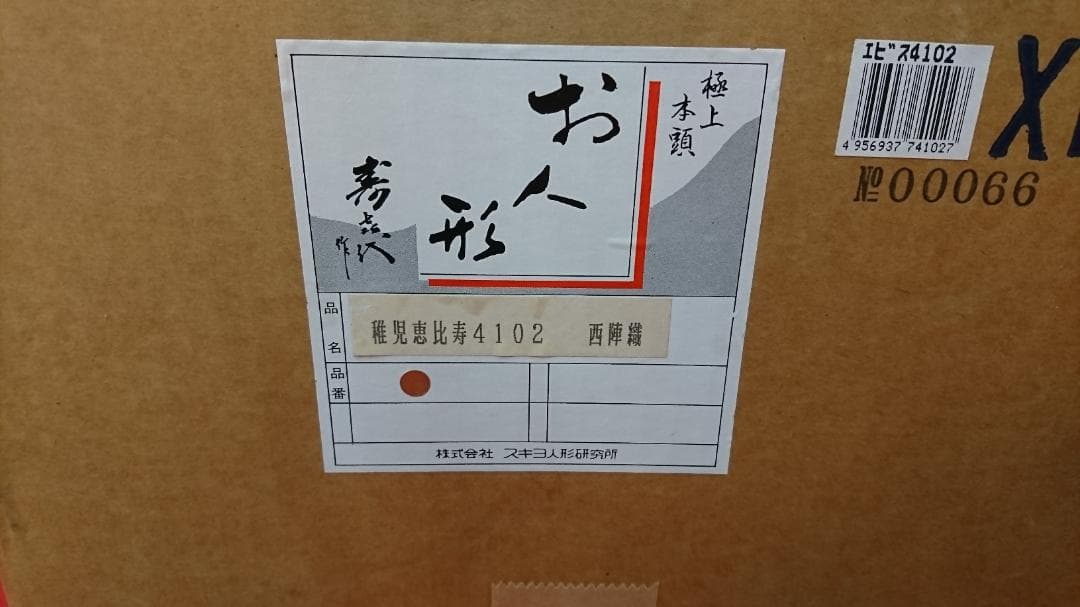 極上
本頭
お人形
寿喜代
作
品名
稚児恵比寿4102 西陣織
品番
株式会社 スキヨ人形研究所
エビス4102
4 956937 741027
№00066
X